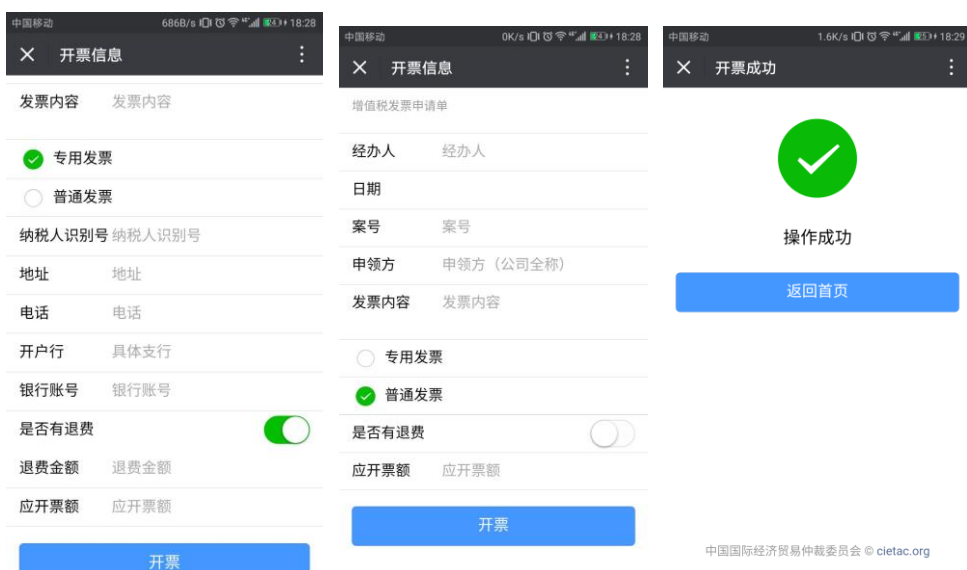 中国移动 686B/s 18:28
开票信息
发票内容 发票内容
专用发票
普通发票
纳税人识别号 纳税人识别号
地址 地址
电话 电话
开户行 具体支行
银行账号 银行账号
是否有退费
退费金额 退费金额
应开票额 应开票额
开票
中国移动 0K/s 18:28
开票信息
增值税发票申请单
经办人 经办人
日期
案号 案号
申领方 申领方（公司全称）
发票内容 发票内容
专用发票
普通发票
是否有退费
应开票额 应开票额
开票
中国移动 1.6K/s 18:29
开票成功
操作成功
返回首页
中国国际经济贸易仲裁委员会 © cietac.org